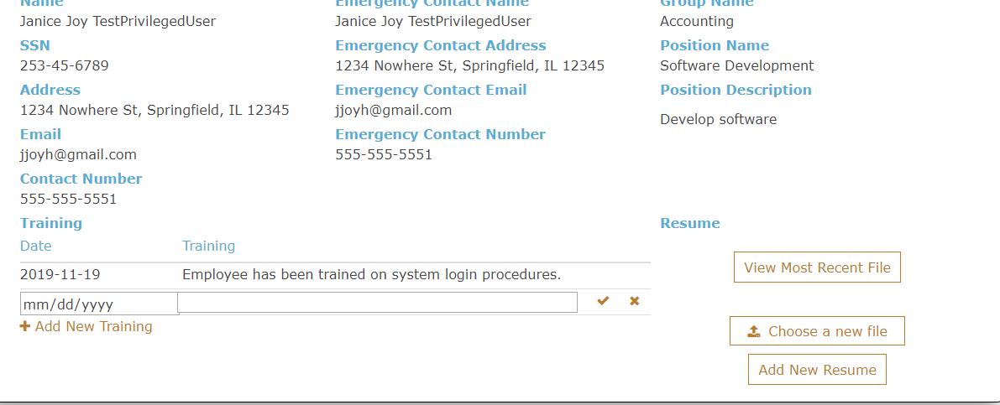 Name Emergency Contact Name Group Name
Janice Joy TestPrivilegedUser Janice Joy TestPrivilegedUser Accounting
SSN Emergency Contact Address Position Name
253-45-6789 1234 Nowhere St, Springfield, IL 12345 Software Development
Address Emergency Contact Email Position Description
1234 Nowhere St, Springfield, IL 12345 jjoyh@gmail.com
Develop software
Email Emergency Contact Number
jjoyh@gmail.com 555-555-5551
Contact Number
555-555-5551
Training Resume
Date Training
View Most Recent File
2019-11-19 Employee has been trained on system login procedures.
mm/dd/yyyy
Add New Training
Choose a new file
Add New Resume